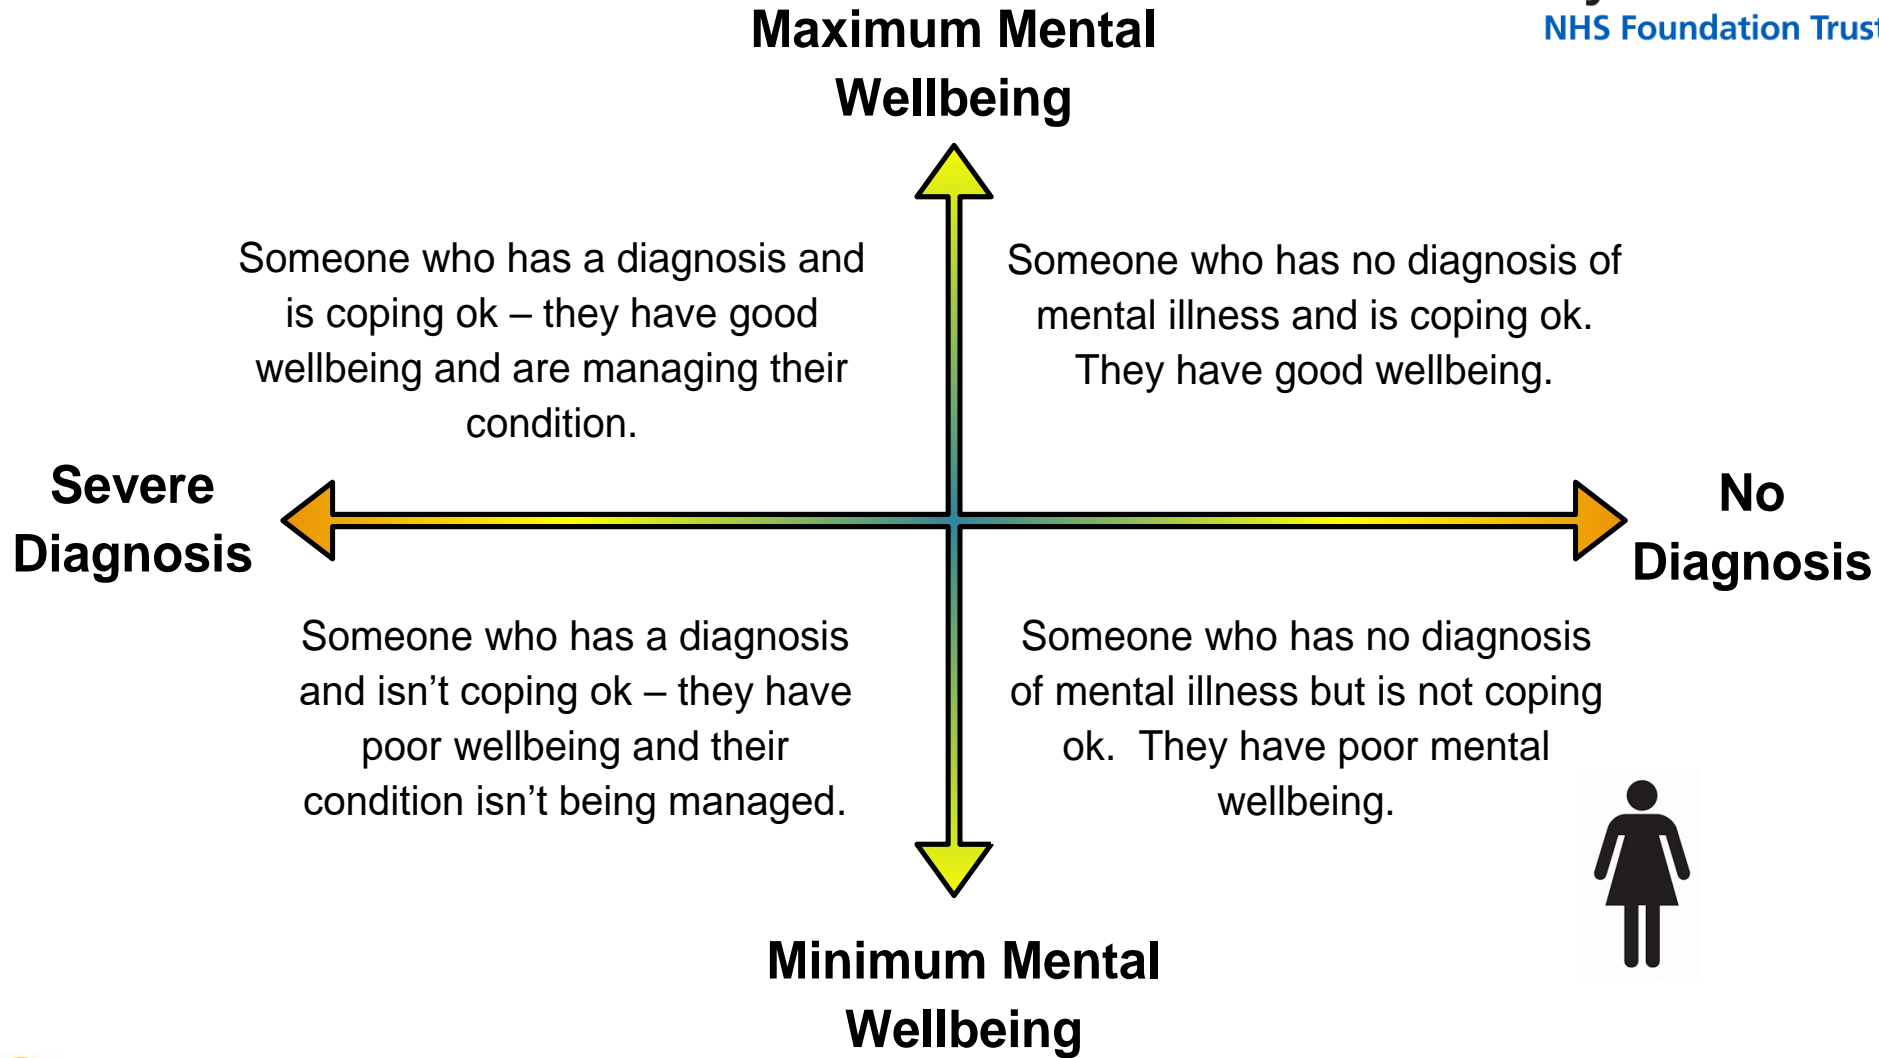 Maximum Mental
Wellbeing
NHS Foundation Trust
Someone who has a diagnosis and
is coping ok – they have good
wellbeing and are managing their
condition.
Someone who has no diagnosis of
mental illness and is coping ok.
They have good wellbeing.
Severe
Diagnosis
No
Diagnosis
Someone who has a diagnosis
and isn’t coping ok – they have
poor wellbeing and their
condition isn’t being managed.
Someone who has no diagnosis
of mental illness but is not coping
ok.  They have poor mental
wellbeing.
Minimum Mental
Wellbeing